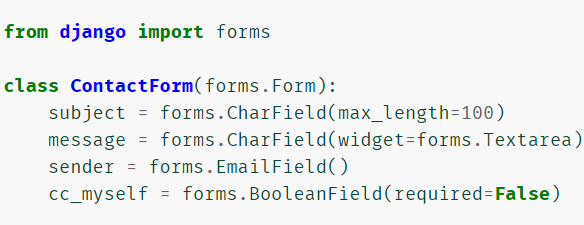 from django import forms
class ContactForm(forms.Form):
    subject = forms.CharField(max_length=100)
    message = forms.CharField(widget=forms.Textarea)
    sender = forms.EmailField()
    cc_myself = forms.BooleanField(required=False)